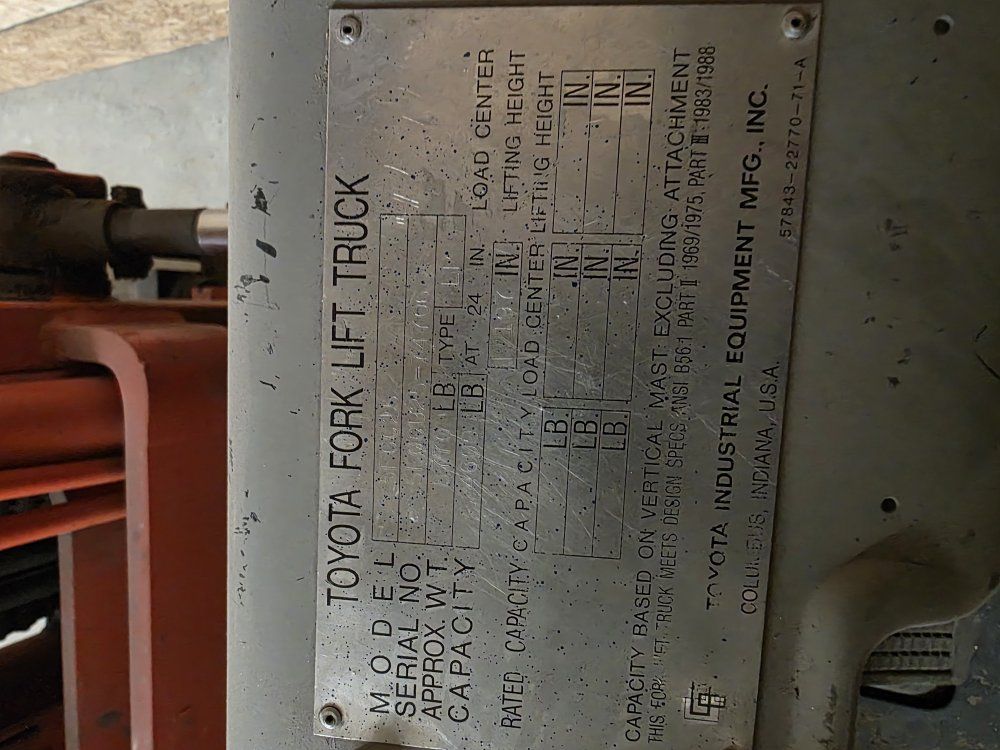 TOYOTA FORK LIFT TRUCK
MODEL
SERIAL NO.
APPROX. WT. LB. TYPE
CAPACITY LB. AT 24 IN. LOAD CENTER
IN. LIFTING HEIGHT
RATED CAPACITY: CAPACITY LOAD CENTER LIFTING HEIGHT
LB. IN. IN.
LB. IN. IN.
LB. IN. IN.
CAPACITY BASED ON VERTICAL MAST EXCLUDING ATTACHMENT
THIS FORK LIFT TRUCK MEETS DESIGN SPECS, ANSI B56.1 PART II 1969/1975, PART III 1983/1988
TOYOTA INDUSTRIAL EQUIPMENT MFG., INC.
COLUMBUS, INDIANA, U.S.A.
57843-22770-71-A